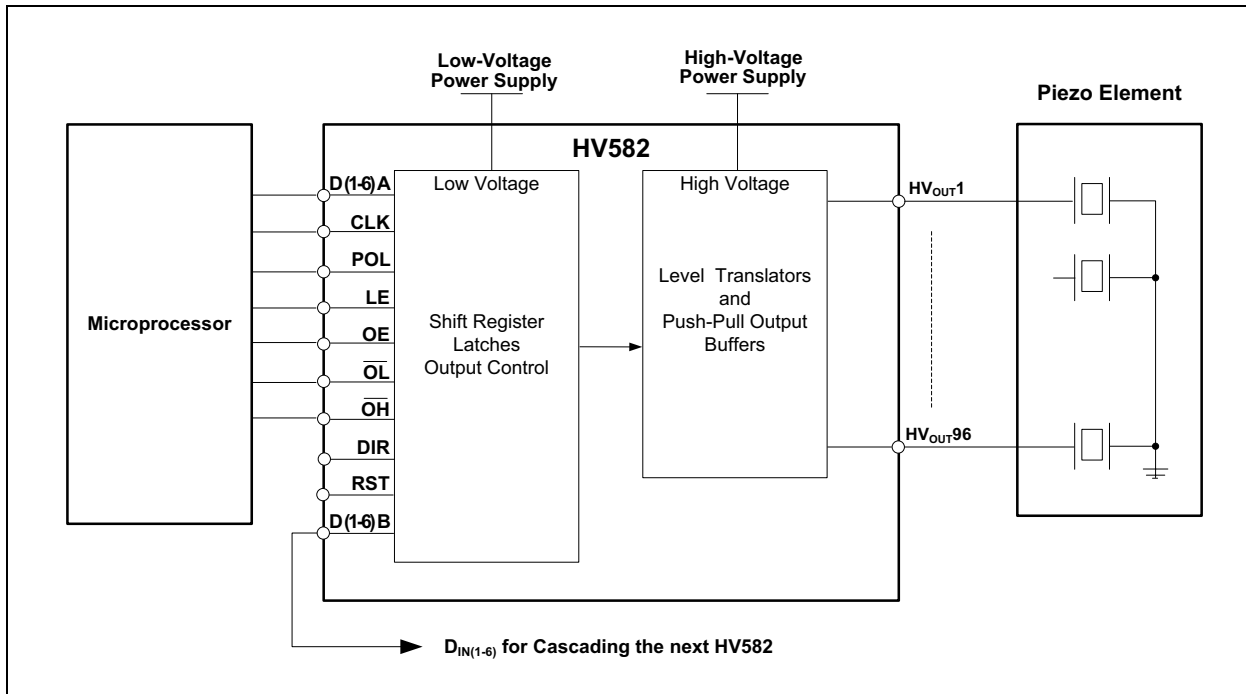 Low-Voltage
Power Supply
High-Voltage
Power Supply
Piezo Element
HV582
Microprocessor
D(1-6)A
CLK
POL
LE
OE
O̅L̅
O̅H̅
DIR
RST
D(1-6)B
Low Voltage
Shift Register
Latches
Output Control
High Voltage
Level Translators
and
Push-Pull Output
Buffers
HVOUT1
HVOUT96
DIN(1-6) for Cascading the next HV582